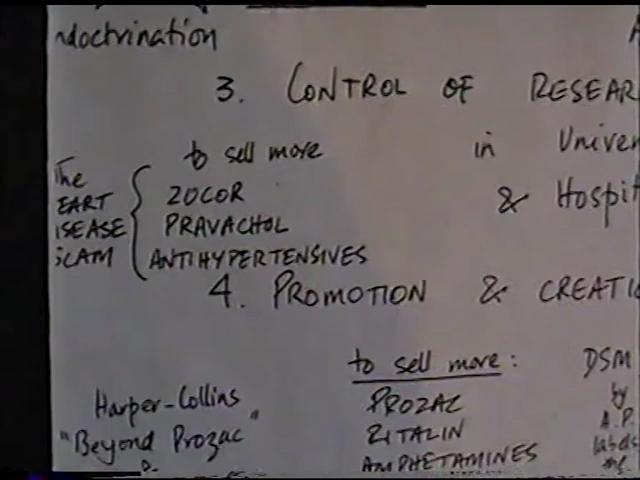 ndoctrination
3. CONTROL OF RESEAR
to sell more in Univer
The
EART ZOCOR & Hospit
ISEASE PRAVACHOL
SCAM ANTIHYPERTENSIVES
4. PROMOTION & CREATI
to sell more: DSM
Harper-Collins PROZAC by
"Beyond Prozac" RITALIN A.P.
AMPHETAMINES labels